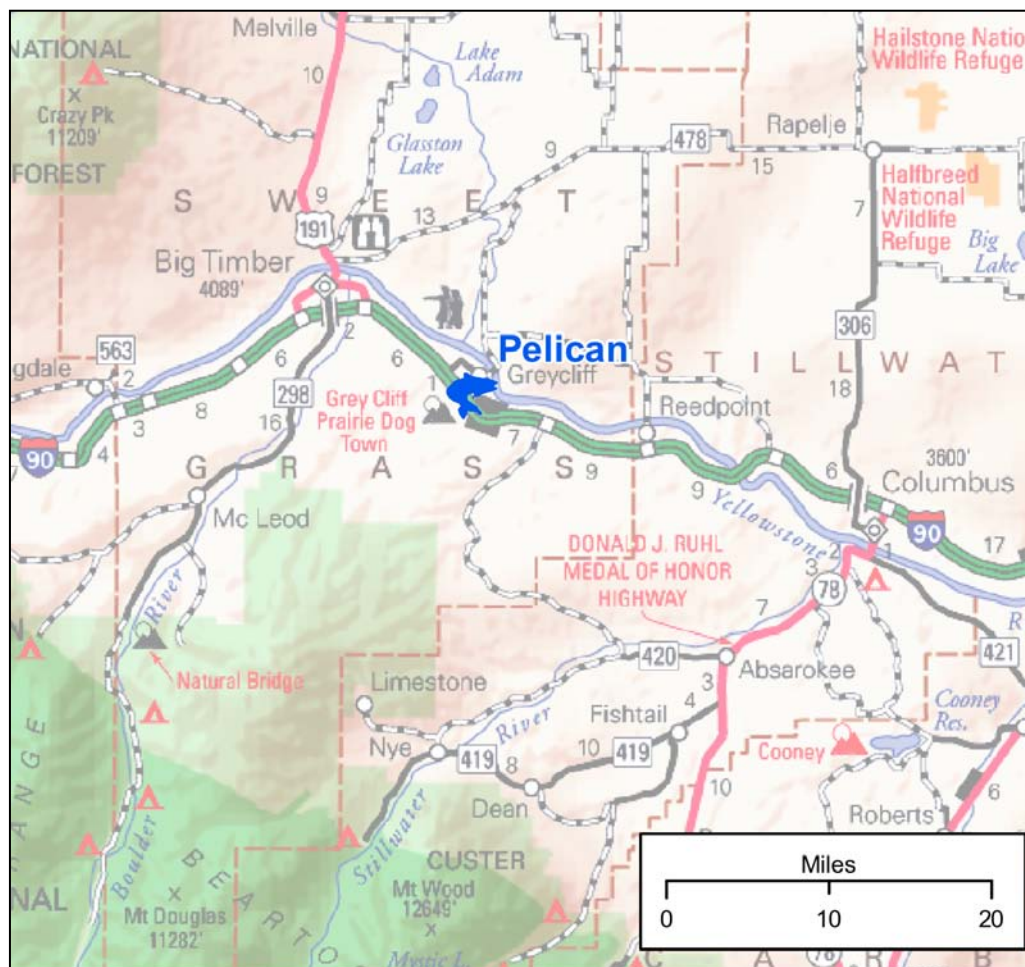 Melville
NATIONAL
Lake
Adam
Hailstone Natio
Wildlife Refuge
10
Crazy Pk
11209'
Glasston
Lake
9
478
Rapelje
15
FOREST
Halfbreed
National
Wildlife
Refuge
S W E E T
9
13
7
191
Big Timber
4089'
Big
Lake
Pelican
306
563
2
2
6
6
1
Greycliff
S T I L L W A T
gdale
298
Grey Cliff
Prairie Dog
Town
Reedpoint
18
8
16
7
3
4
90
G R A S S
9
6
3600'
Columbus
9
Mc Leod
Yellowstone
90
17
DONALD J. RUHL
MEDAL OF HONOR
HIGHWAY
2
1
3
78
River
7
R
N
420
Absarokee
421
Natural Bridge
Limestone
3
River
Fishtail
4
Cooney
Res.
Nye
419
10
419
Cooney
8
Dean
10
6
Roberts
RANGE
Boulder
Stillwater
BEARTO
CUSTER
Mt Wood
12649'
NAL
Mt Douglas
11282'
Mystic L.
Miles
0 10 20
C A R B